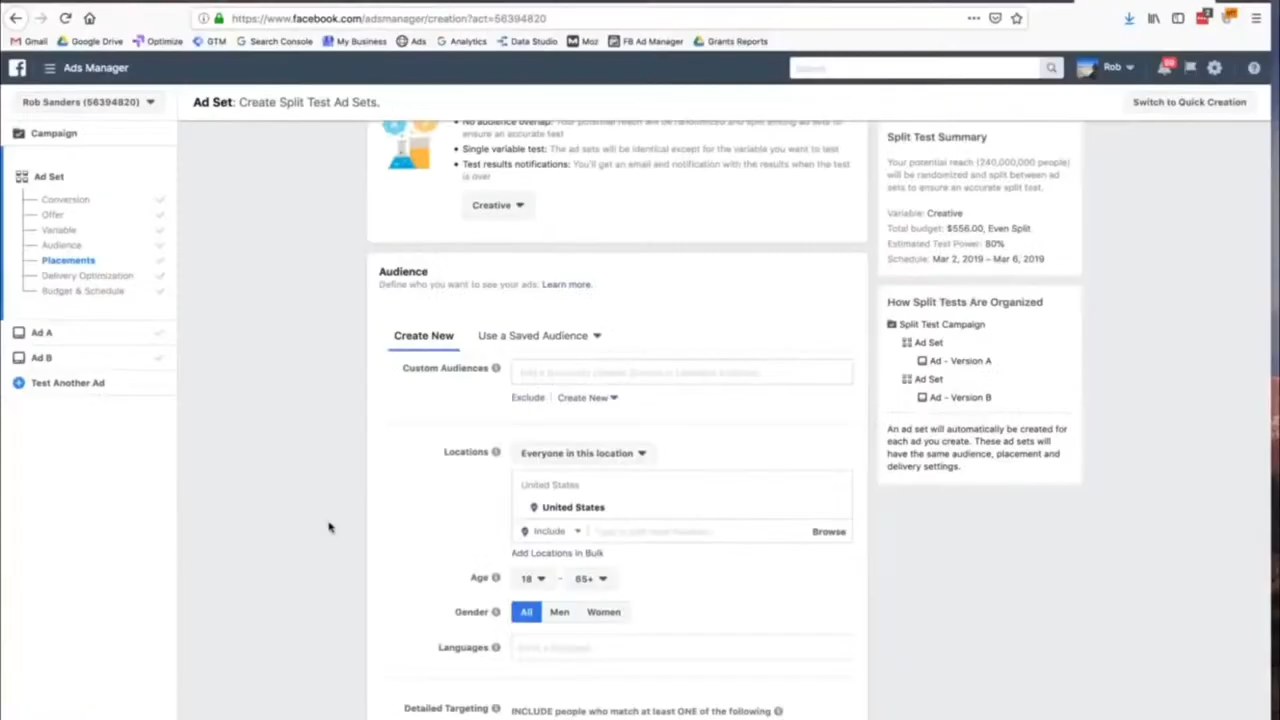 https://www.facebook.com/adsmanager/creation?act=56394820
Gmail Google Drive Optimize GTM Search Console My Business Ads Analytics Data Studio Moz FB Ad Manager Grants Reports
Ads Manager
Search
Rob
Rob Sanders (56394820)
Ad Set: Create Split Test Ad Sets.
Switch to Quick Creation
Campaign
Ad Set
Conversion
Offer
Variable
Audience
Placements
Delivery Optimization
Budget & Schedule
Ad A
Ad B
Test Another Ad
No audience overlap: Your potential reach will be randomized and split among ad sets to
ensure an accurate test
Single variable test: The ad sets will be identical except for the variable you want to test
Test results notifications: You'll get an email and notification with the results when the test
is over
Creative
Audience
Define who you want to see your ads. Learn more.
Create New
Use a Saved Audience
Custom Audiences
Exclude | Create New
Locations
Everyone in this location
United States
United States
Include
Browse
Add Locations in Bulk
Age 18 - 65+
Gender All Men Women
Languages
Detailed Targeting
INCLUDE people who match at least ONE of the following
Split Test Summary
Your potential reach (240,000,000 people)
will be randomized and split between ad
sets to ensure an accurate split test.
Variable: Creative
Total budget: $556.00, Even Split
Estimated Test Power: 80%
Schedule: Mar 2, 2019 – Mar 6, 2019
How Split Tests Are Organized
Split Test Campaign
Ad Set
Ad - Version A
Ad Set
Ad - Version B
An ad set will automatically be created for
each ad you create. These ad sets will
have the same audience, placement and
delivery settings.